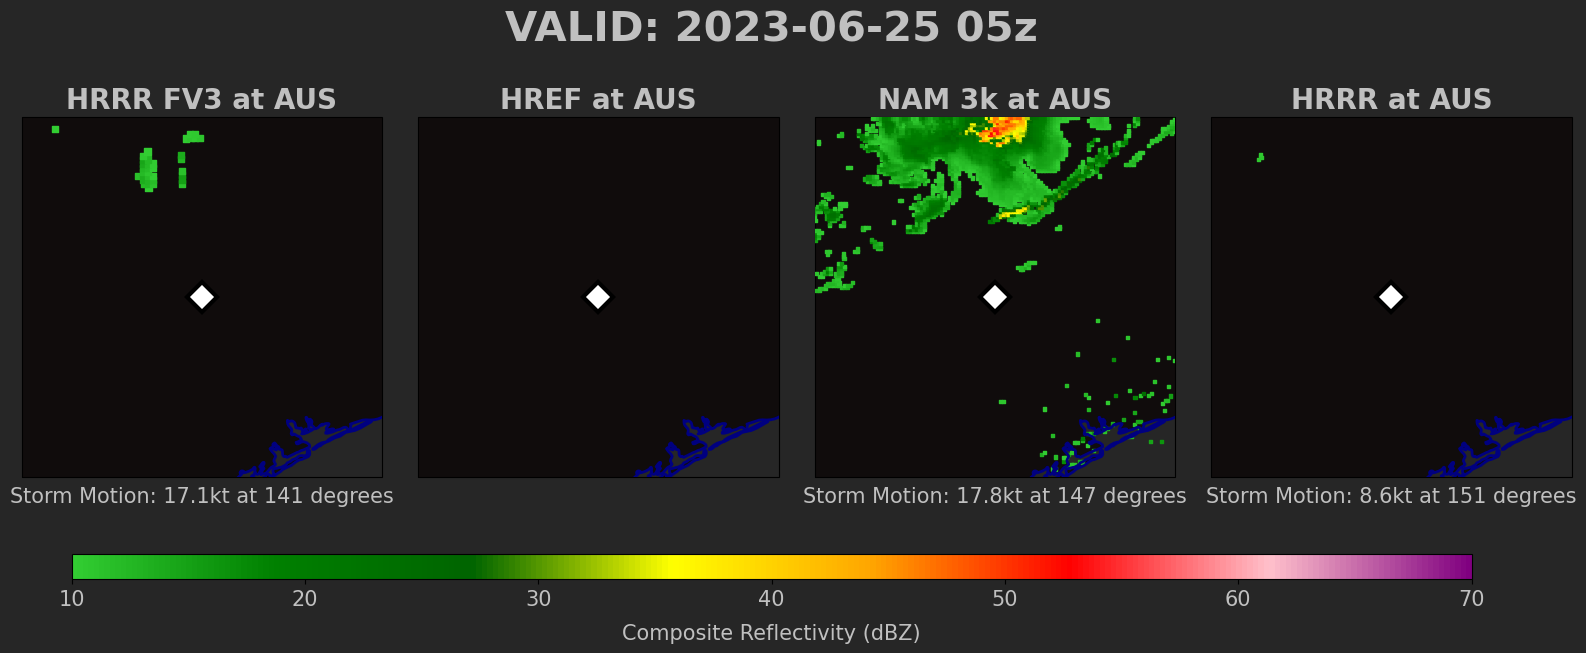 VALID: 2023-06-25 05z
HRRR FV3 at AUS
HREF at AUS
NAM 3k at AUS
HRRR at AUS
Storm Motion: 17.1kt at 141 degrees
Storm Motion: 17.8kt at 147 degrees
Storm Motion: 8.6kt at 151 degrees
10 20 30 40 50 60 70
Composite Reflectivity (dBZ)